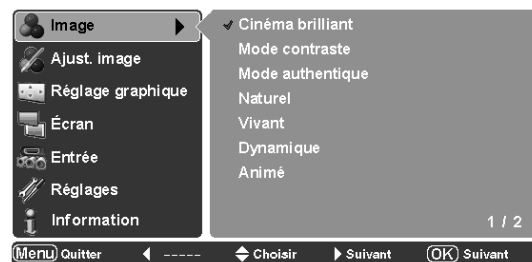 Image
Ajust. image
Réglage graphique
Écran
Entrée
Réglages
Information
Cinéma brilliant
Mode contraste
Mode authentique
Naturel
Vivant
Dynamique
Animé
1 / 2
Menu Quitter ----- Choisir Suivant OK Suivant